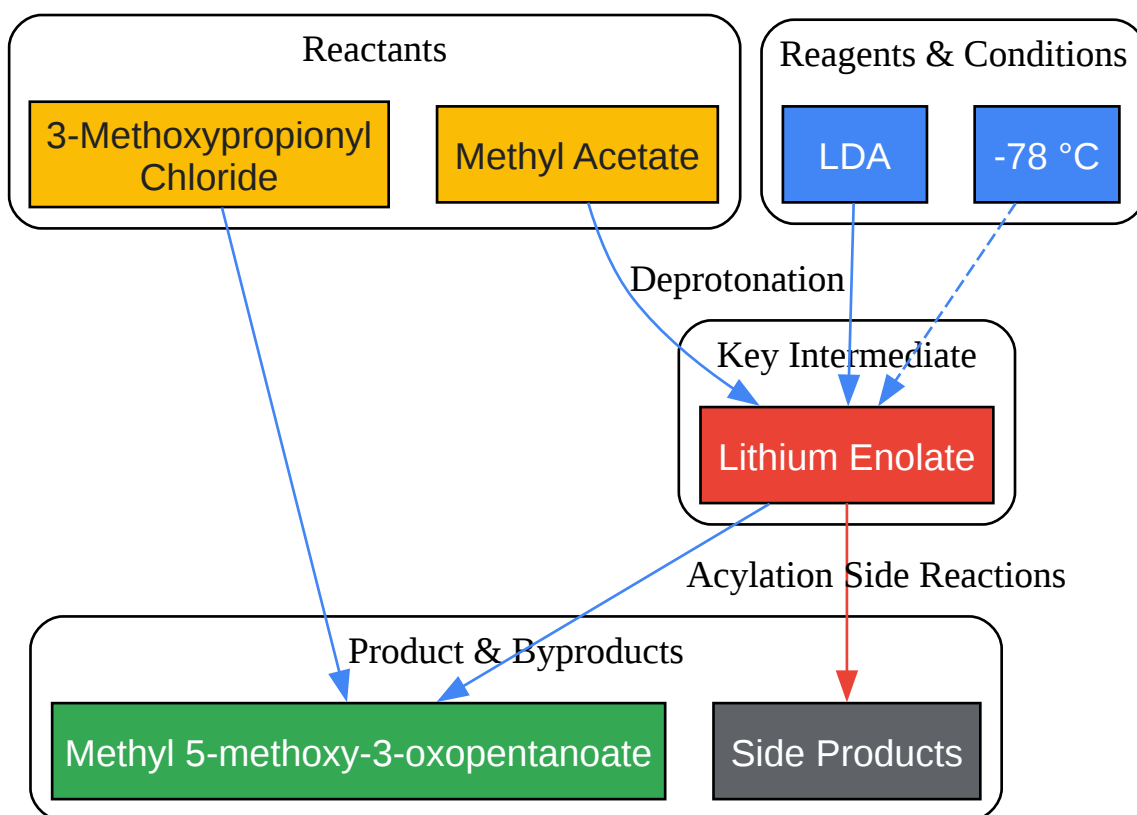 Reactants
Reagents & Conditions
3-Methoxypropionyl
Chloride
Methyl Acetate
LDA
-78 °C
Deprotonation
Key Intermediate
Lithium Enolate
Acylation
Side Reactions
Product & Byproducts
Methyl 5-methoxy-3-oxopentanoate
Side Products